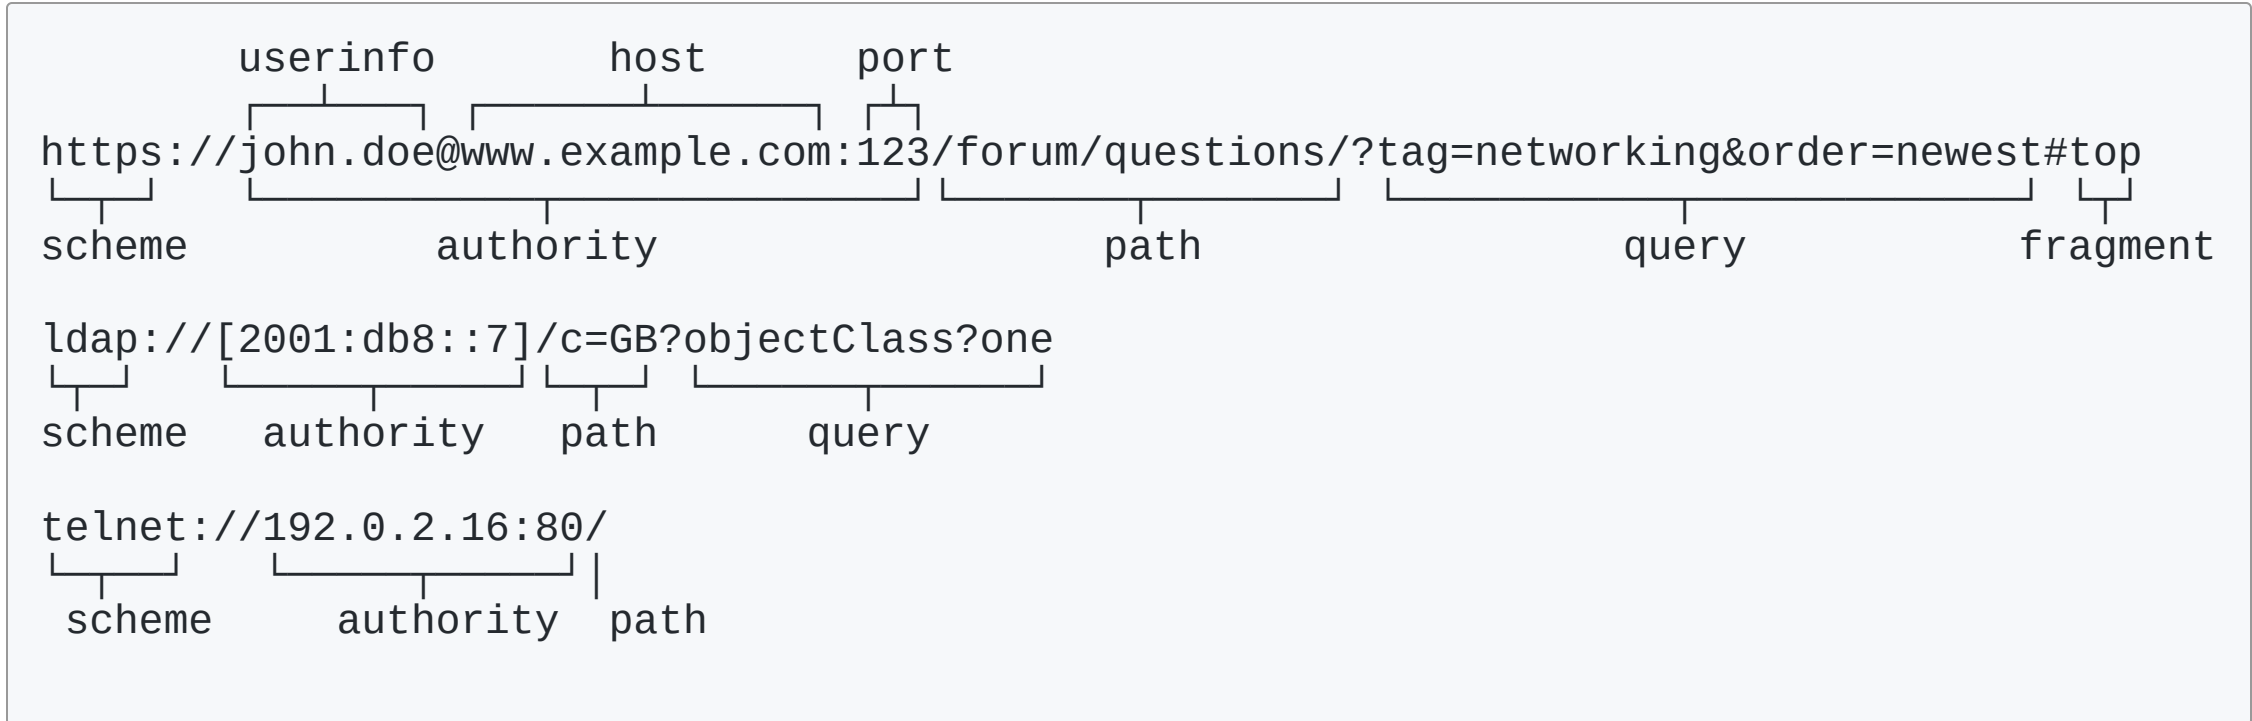 userinfo host port
https://john.doe@www.example.com:123/forum/questions/?tag=networking&order=newest#top
scheme authority path query fragment
ldap://[2001:db8::7]/c=GB?objectClass?one
scheme authority path query
telnet://192.0.2.16:80/
scheme authority path